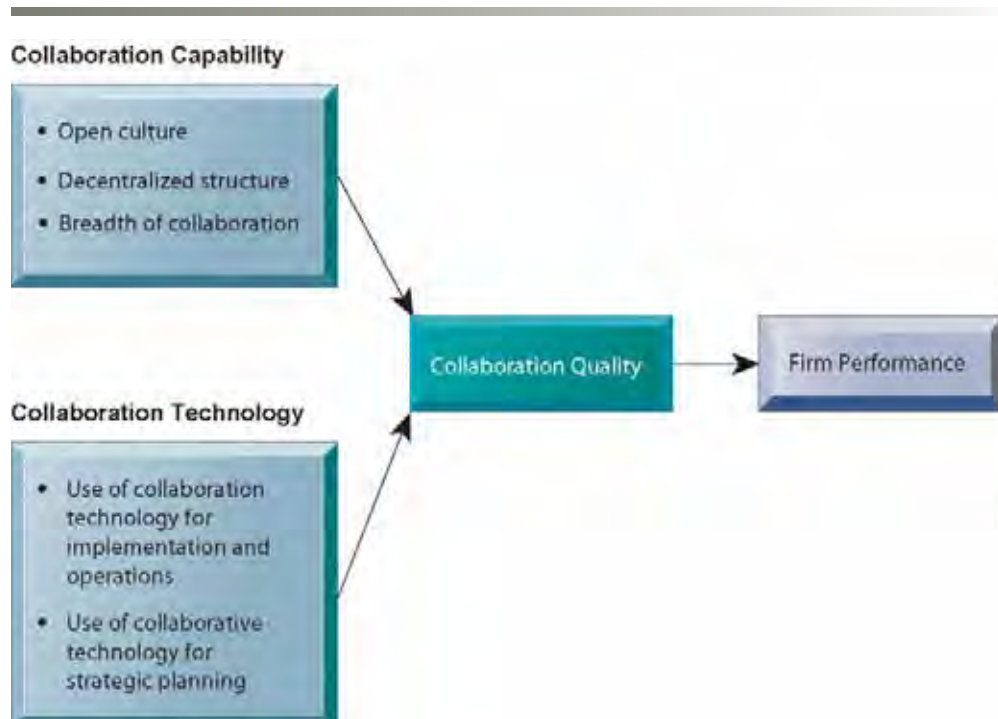 Collaboration Capability
• Open culture
• Decentralized structure
• Breadth of collaboration
Collaboration Quality
Firm Performance
Collaboration Technology
• Use of collaboration
technology for
implementation and
operations
• Use of collaborative
technology for
strategic planning